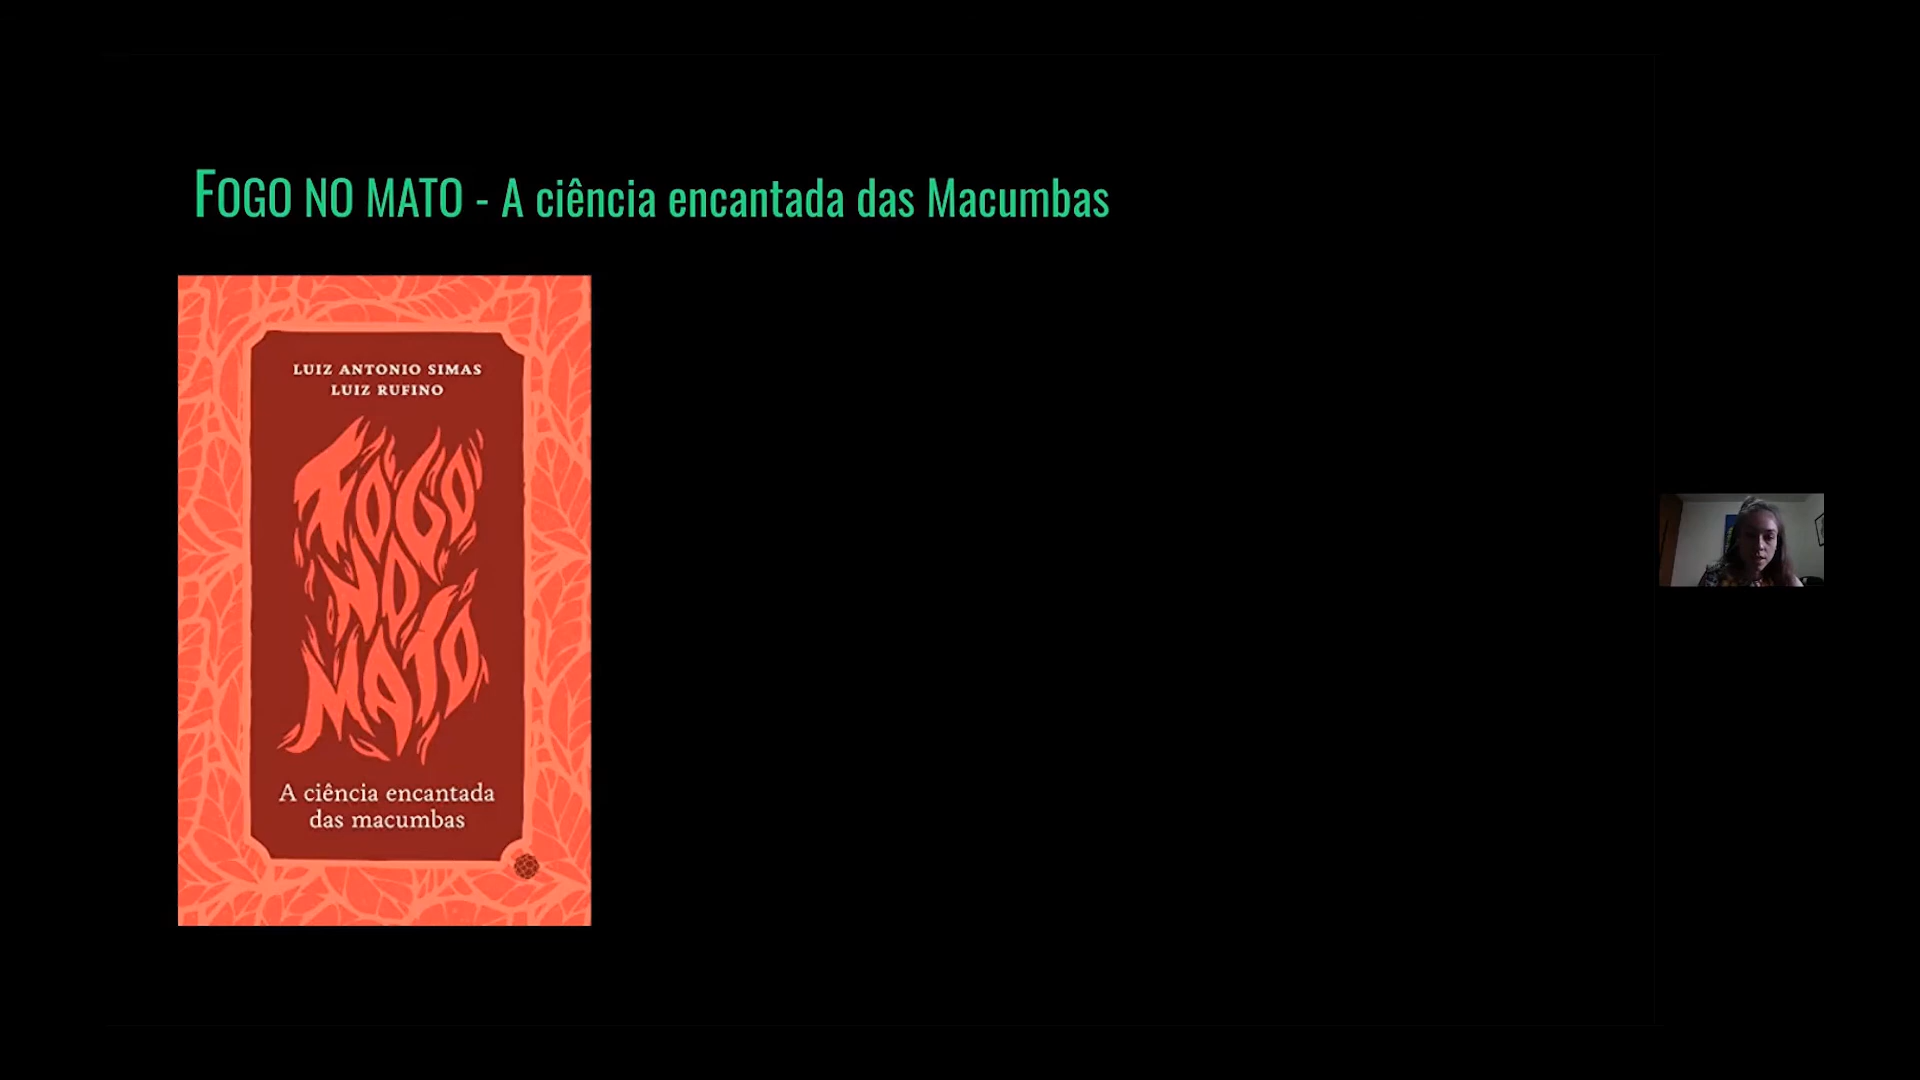 FOGO NO MATO - A ciência encantada das Macumbas
LUIZ ANTONIO SIMAS
LUIZ RUFINO
FOGO
NO
MATO
A ciência encantada
das macumbas